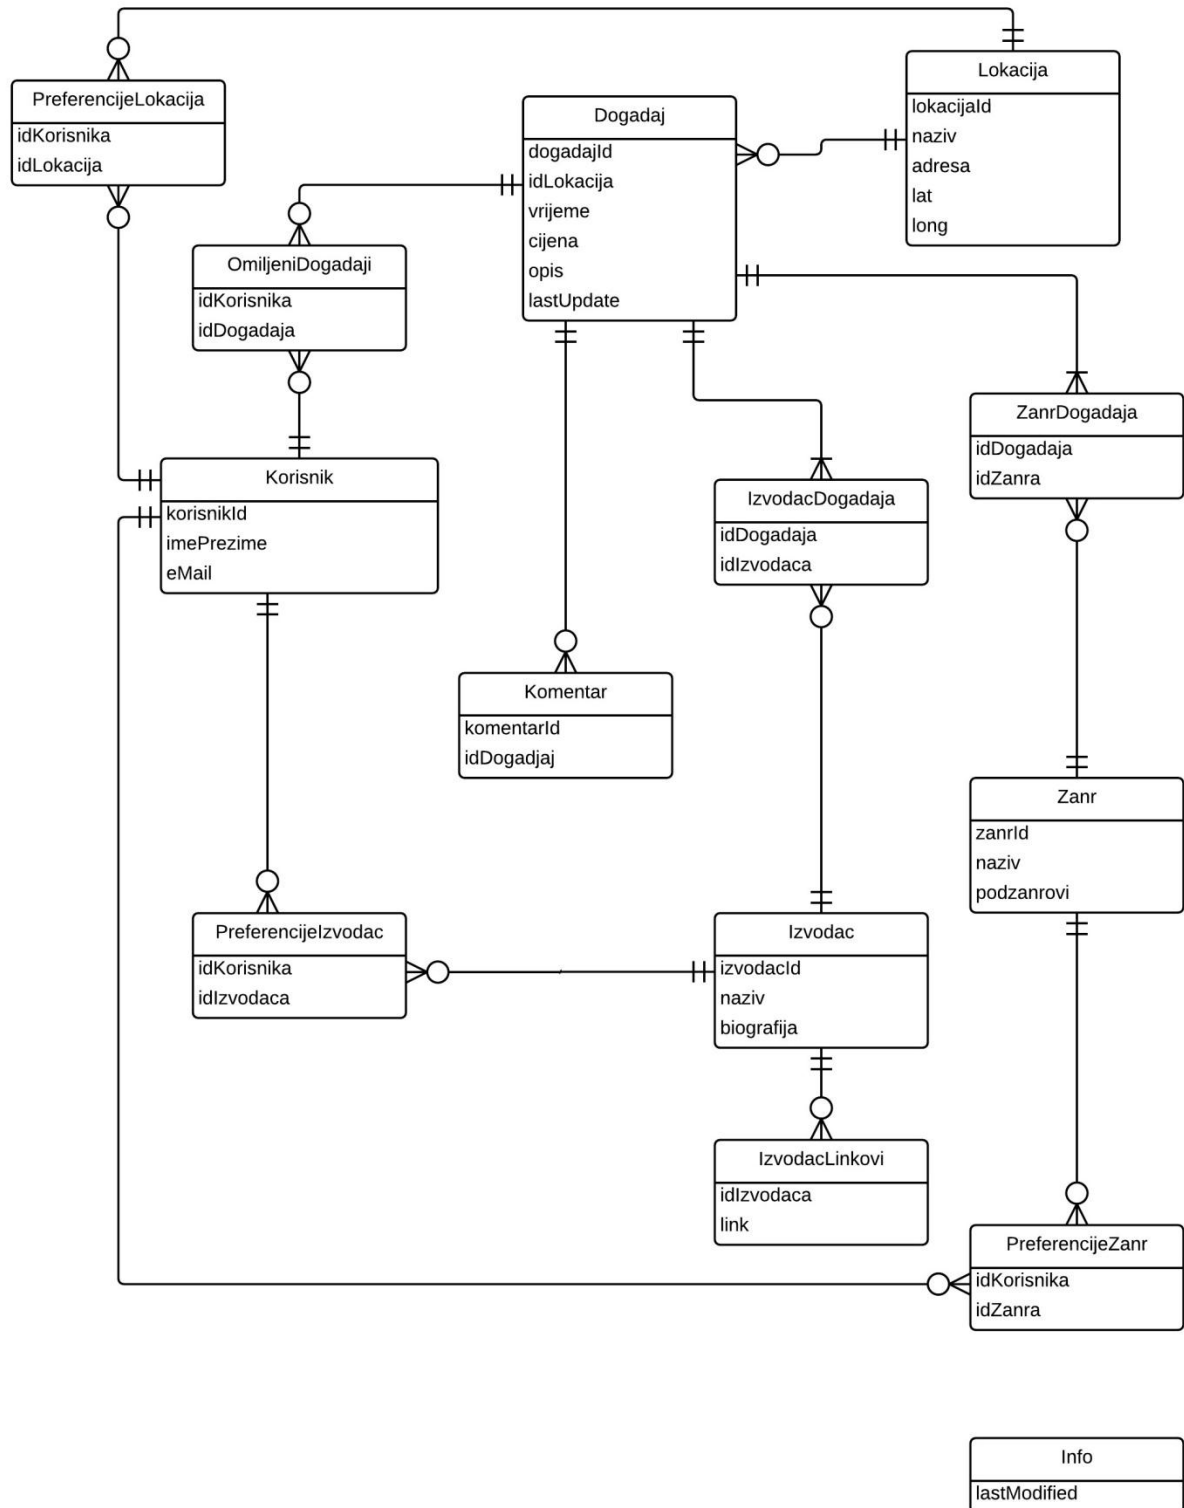 Lokacija
lokacijaId
naziv
adresa
lat
long
PreferencijeLokacija
idKorisnika
idLokacija
Dogadaj
dogadajId
idLokacija
vrijeme
cijena
opis
lastUpdate
OmiljeniDogadaji
idKorisnika
idDogadaja
ZanrDogadaja
idDogadaja
idZanra
Korisnik
korisnikId
imePrezime
eMail
IzvodacDogadaja
idDogadaja
idIzvodaca
Komentar
komentarId
idDogadjaj
Zanr
zanrId
naziv
podzanrovi
PreferencijeIzvodac
idKorisnika
idIzvodaca
Izvodac
izvodacId
naziv
biografija
IzvodacLinkovi
idIzvodaca
link
PreferencijeZanr
idKorisnika
idZanra
Info
lastModified